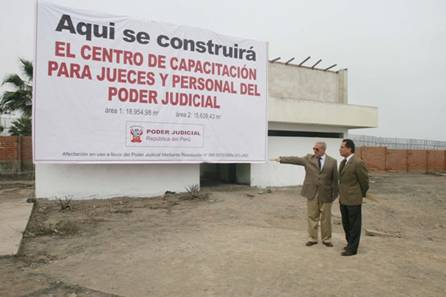 Aqui se construirá
EL CENTRO DE CAPACITACIÓN
PARA JUECES Y PERSONAL DEL
PODER JUDICIAL
área 1: 18,954.98 m² área 2: 15,639.43 m²
PODER JUDICIAL
República del Perú
Afectación en uso a favor del Poder Judicial Mediante Resolución